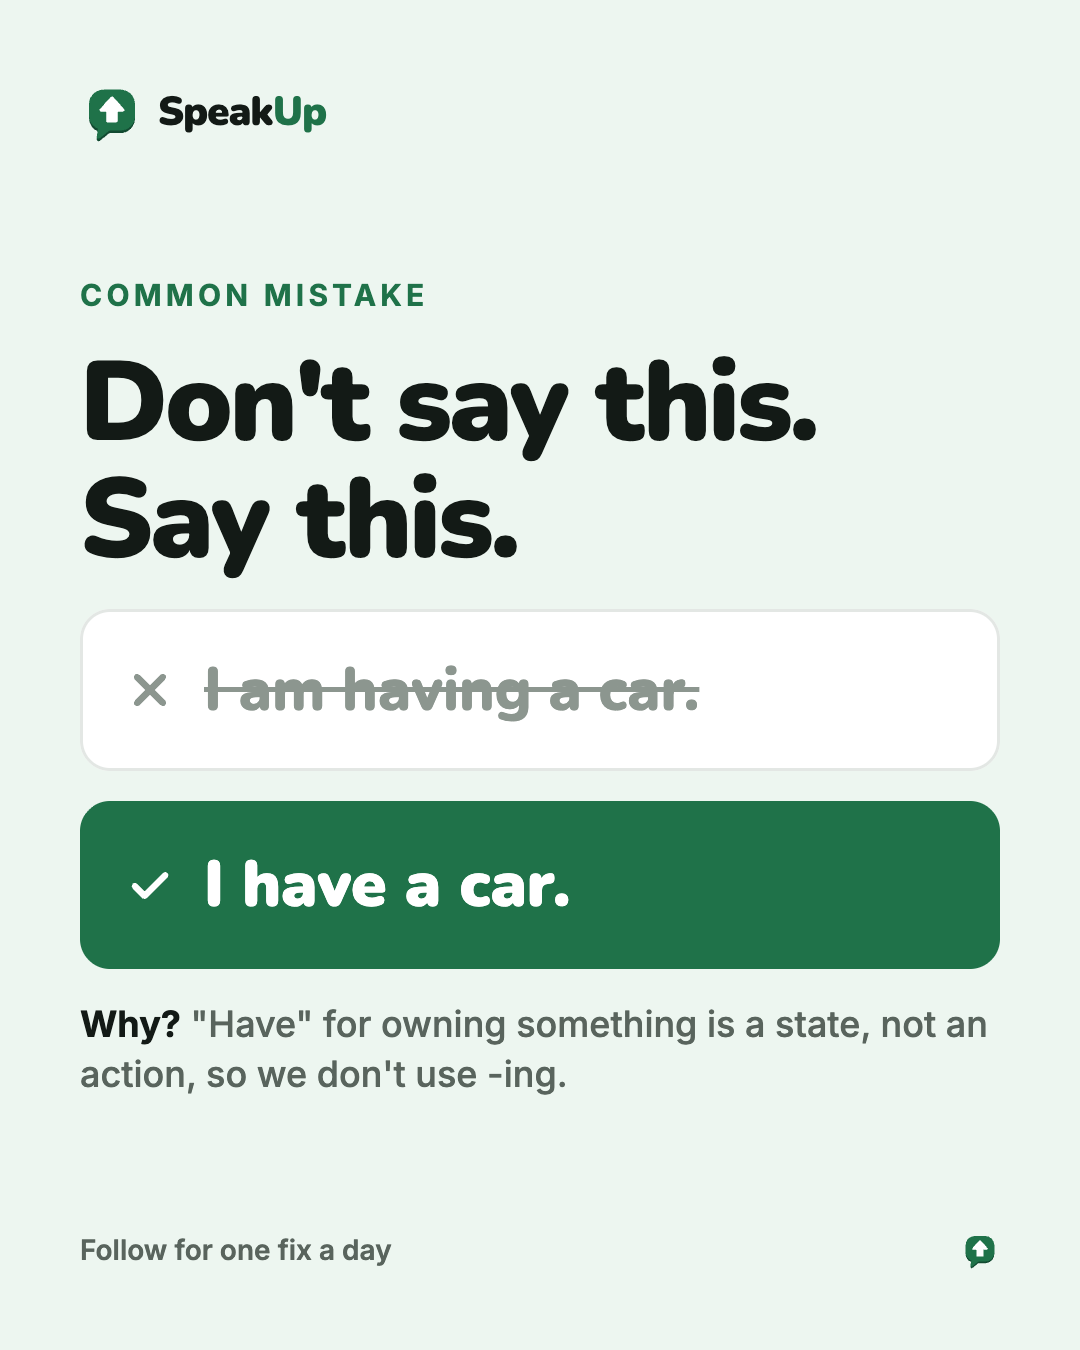 SpeakUp
COMMON MISTAKE
Don't say this.
Say this.
I am having a car.
I have a car.
Why? "Have" for owning something is a state, not an
action, so we don't use -ing.
Follow for one fix a day